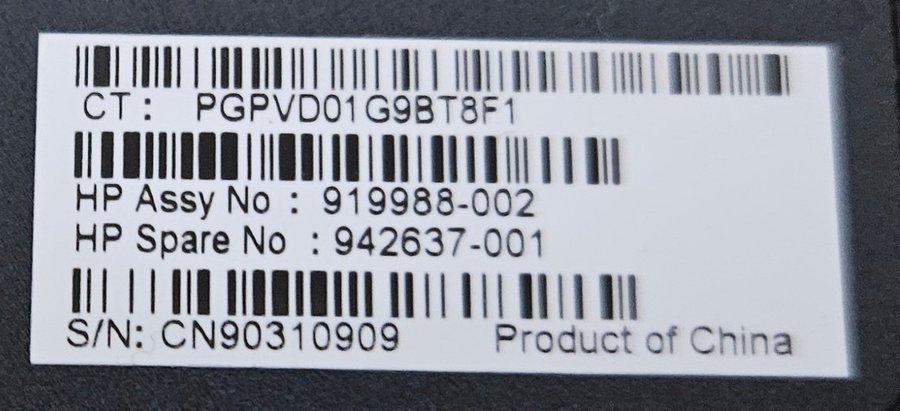 CT: PGPVD01G9BT8F1
HP Assy No : 919988-002
HP Spare No : 942637-001
S/N: CN90310909 Product of China